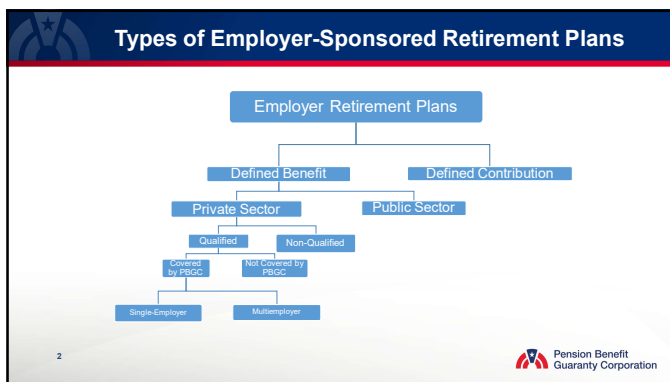 Types of Employer-Sponsored Retirement Plans
Employer Retirement Plans
Defined Benefit
Defined Contribution
Private Sector
Public Sector
Qualified
Non-Qualified
Covered
by PBGC
Not Covered by
PBGC
Single-Employer
Multiemployer
2
Pension Benefit
Guaranty Corporation